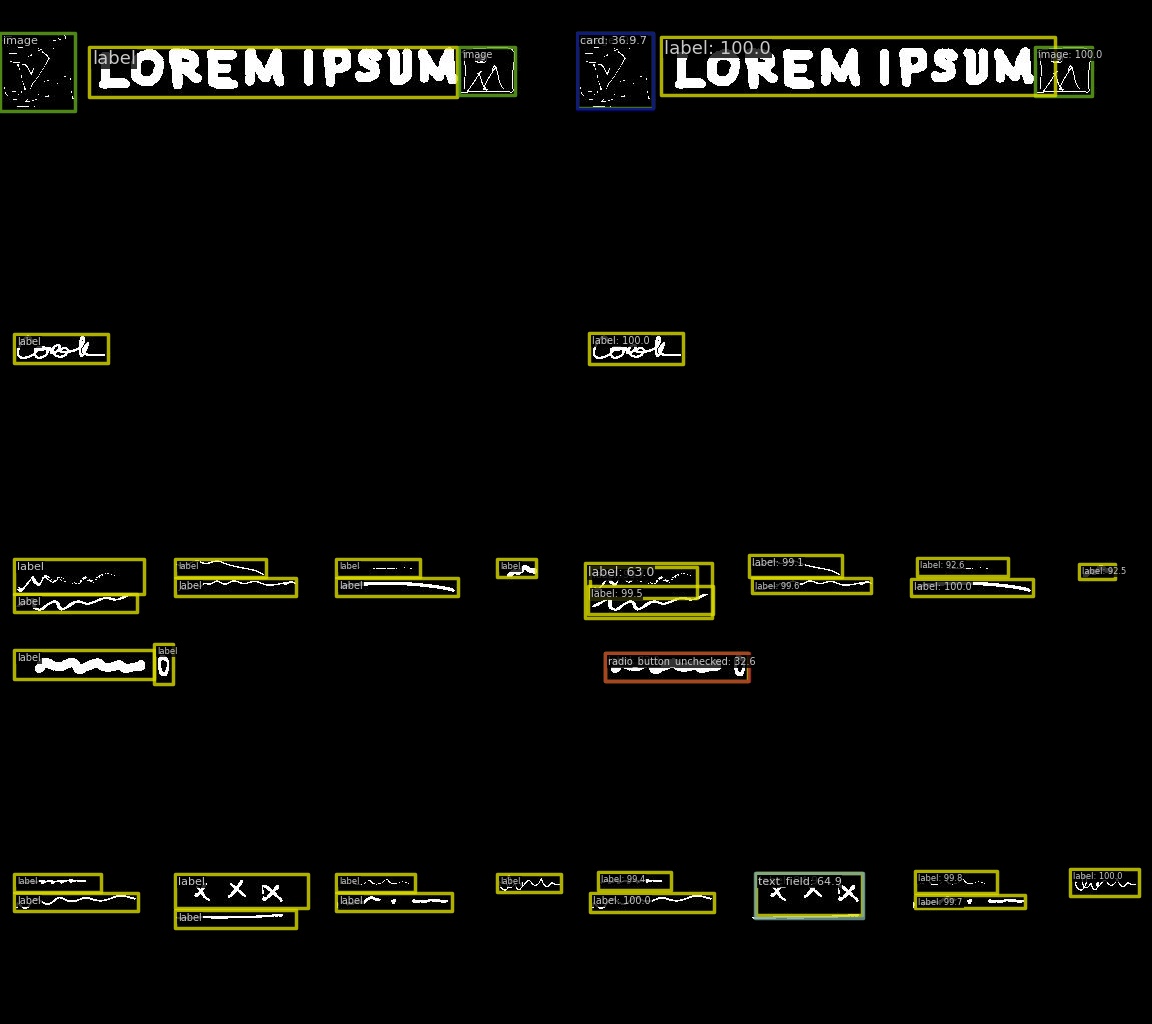 image label LOREM IPSUM image card: 36.9.7 label: 100.0 LOREM IPSUM image: 100.0
label label: 100.0
label label label label label: 63.0 label: 99.1 label: 92.6 label: 92.5
label label label label: 99.5 label: 99.6 label: 100.0
label label radio_button_unchecked: 32.6
label label label label label: 99.4 text_field: 64.9 label: 99.8 label: 100.0
label label label label: 100.0 label: 99.7